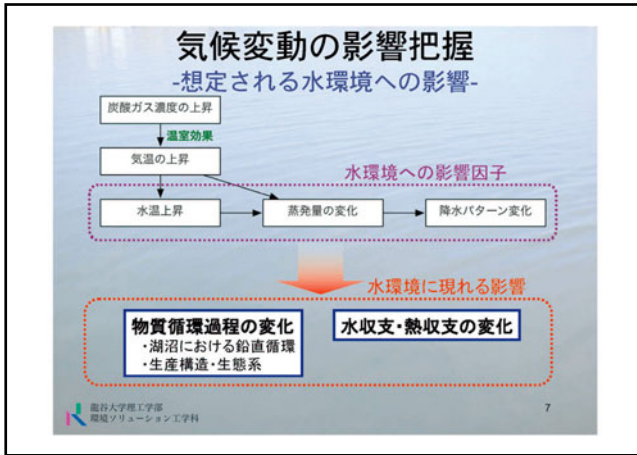 気候変動の影響把握
-想定される水環境への影響-
炭酸ガス濃度の上昇
温室効果
気温の上昇
水環境への影響因子
水温上昇
蒸発量の変化
降水パターン変化
水環境に現れる影響
物質循環過程の変化
・湖沼における鉛直循環
・生産構造・生態系
水収支・熱収支の変化
龍谷大学理工学部
環境ソリューション工学科
7